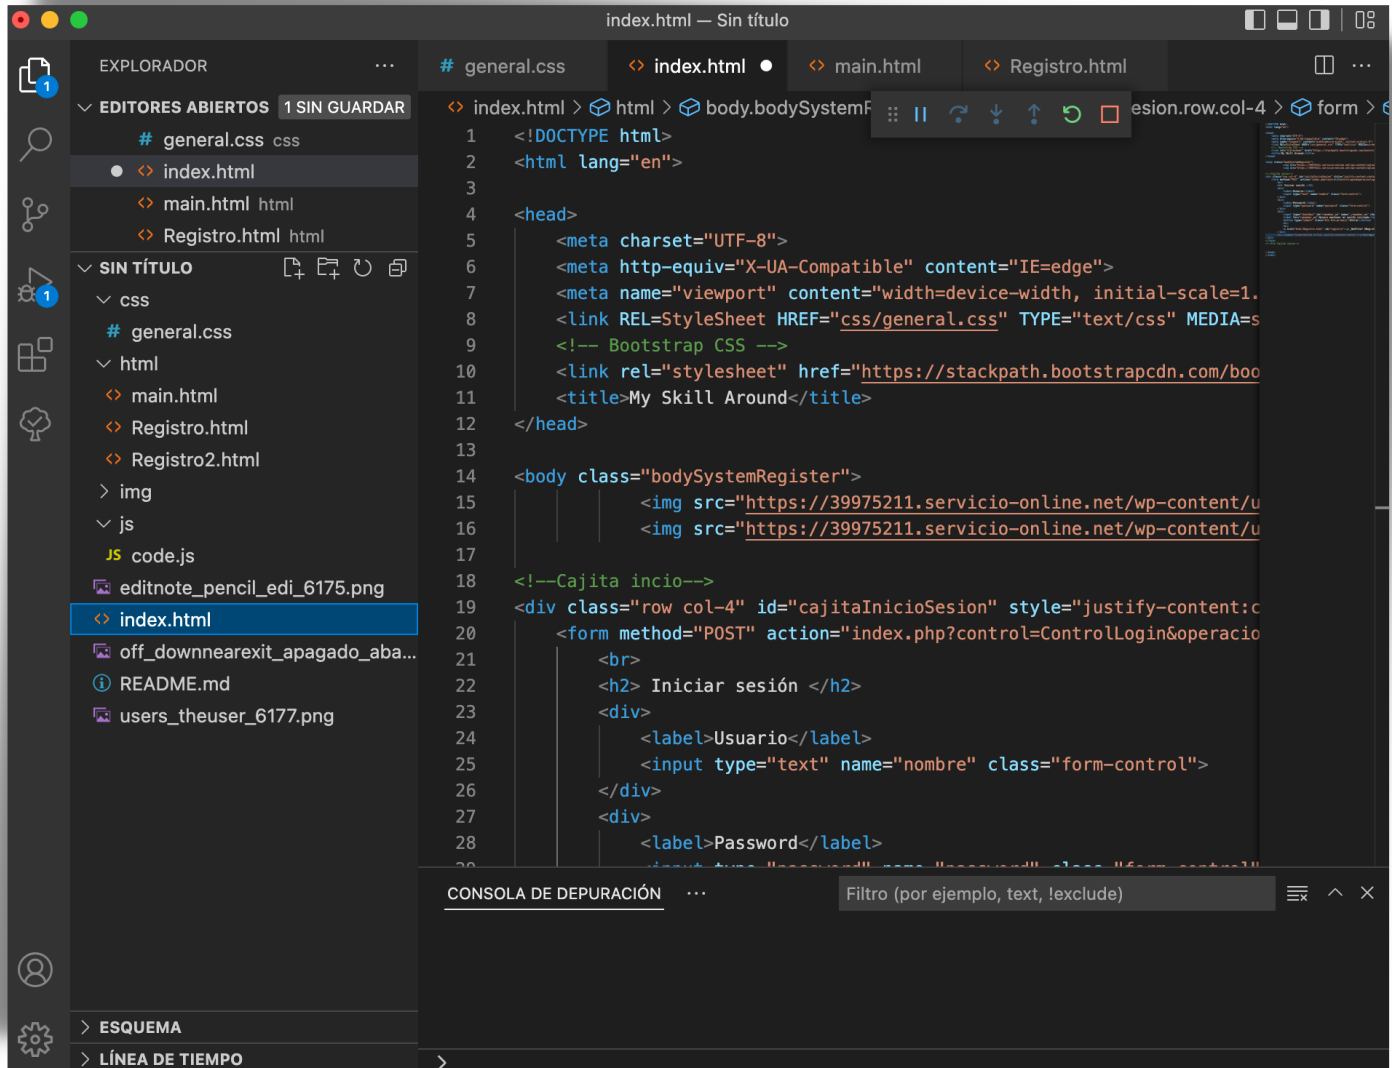 index.html — Sin título
EXPLORADOR
EDITORES ABIERTOS 1 SIN GUARDAR
general.css css
index.html
main.html html
Registro.html html
SIN TÍTULO
css
general.css
html
main.html
Registro.html
Registro2.html
img
js
JS code.js
editnote_pencil_edi_6175.png
index.html
off_downnearexit_apagado_aba...
README.md
users_theuser_6177.png
ESQUEMA
LÍNEA DE TIEMPO
1
1
# general.css <> index.html <> main.html <> Registro.html
<> index.html > html > body.bodySystemR esion.row.col-4 > form >
1 <!DOCTYPE html>
2 <html lang="en">
3
4 <head>
5 <meta charset="UTF-8">
6 <meta http-equiv="X-UA-Compatible" content="IE=edge">
7 <meta name="viewport" content="width=device-width, initial-scale=1.
8 <link REL=StyleSheet HREF="css/general.css" TYPE="text/css" MEDIA=s
9 <!-- Bootstrap CSS -->
10 <link rel="stylesheet" href="https://stackpath.bootstrapcdn.com/boo
11 <title>My Skill Around</title>
12 </head>
13
14 <body class="bodySystemRegister">
15 <img src="https://39975211.servicio-online.net/wp-content/u
16 <img src="https://39975211.servicio-online.net/wp-content/u
17
18 <!--Cajita incio-->
19 <div class="row col-4" id="cajitaInicioSesion" style="justify-content:c
20 <form method="POST" action="index.php?control=ControlLogin&operacio
21 <br>
22 <h2> Iniciar sesión </h2>
23 <div>
24 <label>Usuario</label>
25 <input type="text" name="nombre" class="form-control">
26 </div>
27 <div>
28 <label>Password</label>
CONSOLA DE DEPURACIÓN
Filtro (por ejemplo, text, !exclude)